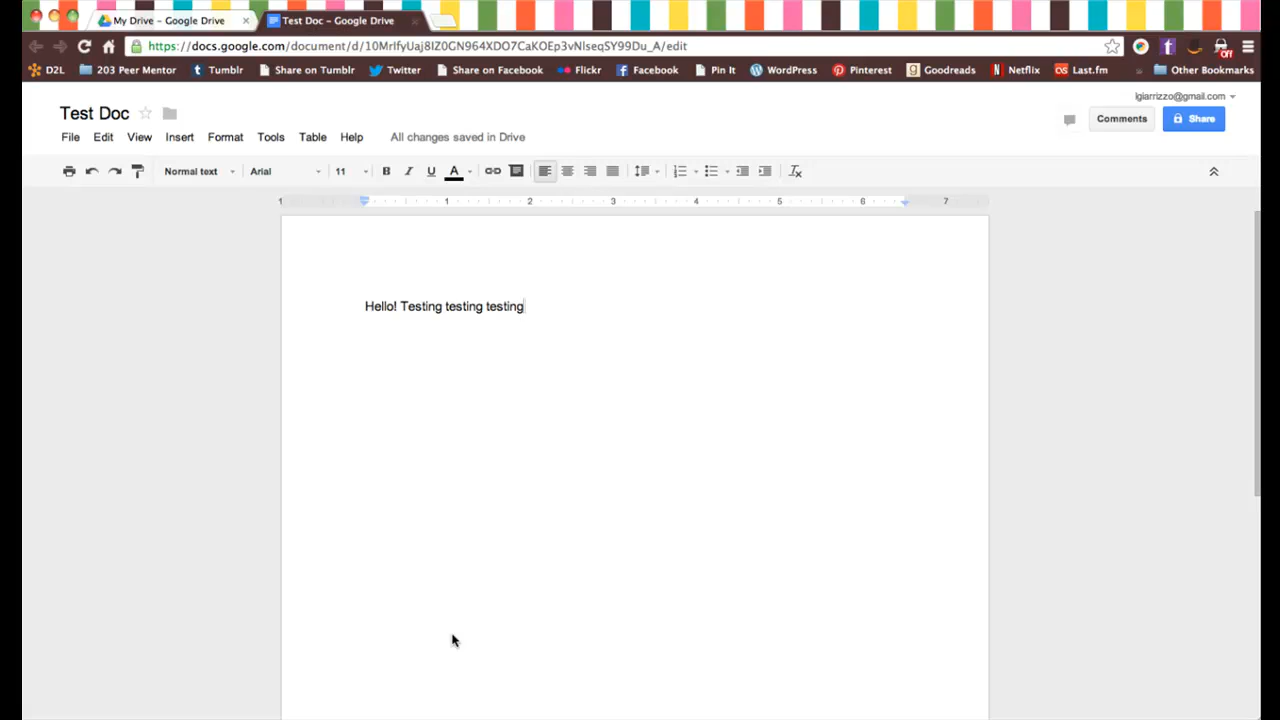 My Drive – Google Drive
Test Doc – Google Drive
https://docs.google.com/document/d/10MrIfyUaj8IZ0GN964XDO7CaKOEp3vNlseqSY99Du_A/edit
Off
D2L 203 Peer Mentor Tumblr Share on Tumblr Twitter Share on Facebook Flickr Facebook Pin It WordPress Pinterest Goodreads Netflix Last.fm » Other Bookmarks
lgiarrizzo@gmail.com
Test Doc
Comments Share
File Edit View Insert Format Tools Table Help All changes saved in Drive
Normal text Arial 11 B I U A
1 1 2 3 4 5 6 7
Hello! Testing testing testing